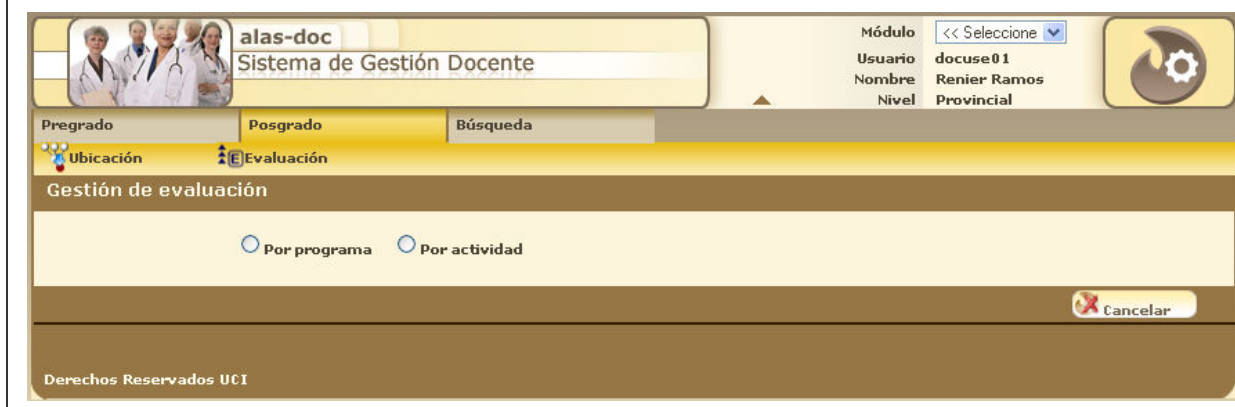 alas-doc
Sistema de Gestión Docente
Módulo << Seleccione
Usuario docuse01
Nombre Renier Ramos
Nivel Provincial
Pregrado Posgrado Búsqueda
Ubicación E Evaluación
Gestión de evaluación
Por programa Por actividad
Cancelar
Derechos Reservados UCI